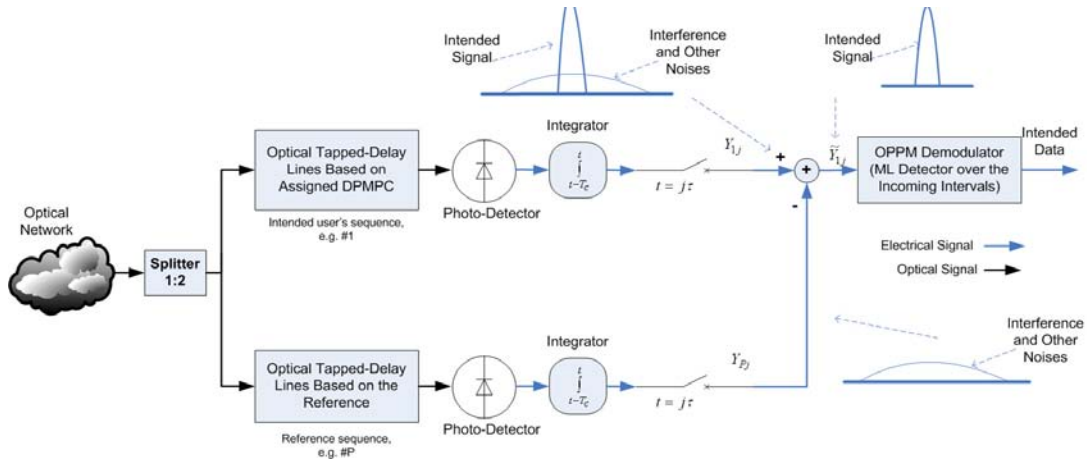 Intended
Signal
Interference
and Other
Noises
Intended
Signal
Optical Tapped-Delay
Lines Based on
Assigned DPMPC
Intended user's sequence,
e.g. #1
Photo-Detector
Integrator
t
∫
t-Tc
t = jτ
Y1,j
+
+
-
Ỹ1,j
OPPM Demodulator
(ML Detector over the
Incoming Intervals)
Intended
Data
Optical
Network
Splitter
1:2
Electrical Signal
Optical Signal
Optical Tapped-Delay
Lines Based on the
Reference
Reference sequence,
e.g. #P
Photo-Detector
Integrator
t
∫
t-Tc
t = jτ
YPj
Interference
and Other
Noises